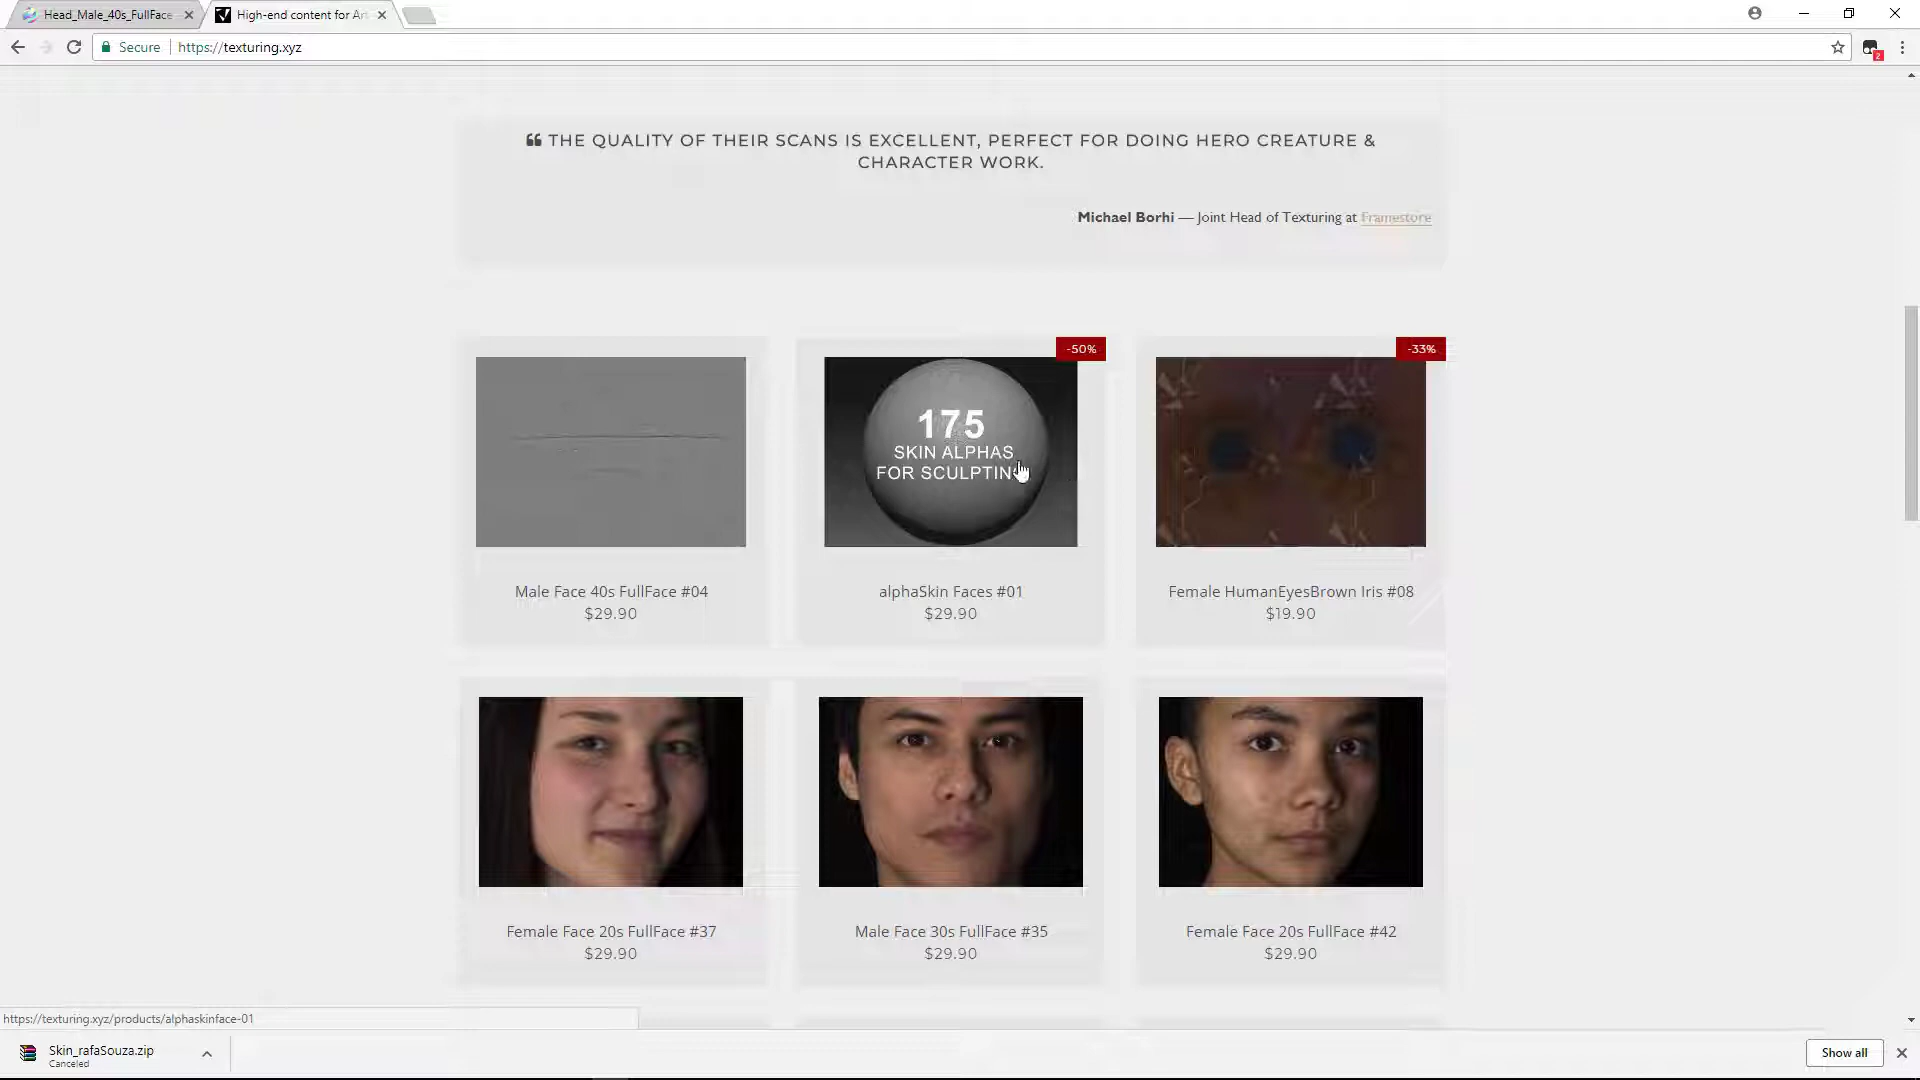 Head_Male_40s_FullFace
High-end content for Ar
Secure
https://texturing.xyz
2
THE QUALITY OF THEIR SCANS IS EXCELLENT, PERFECT FOR DOING HERO CREATURE &
CHARACTER WORK.
Michael Borhi — Joint Head of Texturing at Framestore
-50%
-33%
175
SKIN ALPHAS
FOR SCULPTIN
Male Face 40s FullFace #04
$29.90
alphaSkin Faces #01
$29.90
Female HumanEyesBrown Iris #08
$19.90
Female Face 20s FullFace #37
$29.90
Male Face 30s FullFace #35
$29.90
Female Face 20s FullFace #42
$29.90
https://texturing.xyz/products/alphaskinface-01
Skin_rafaSouza.zip
Canceled
Show all